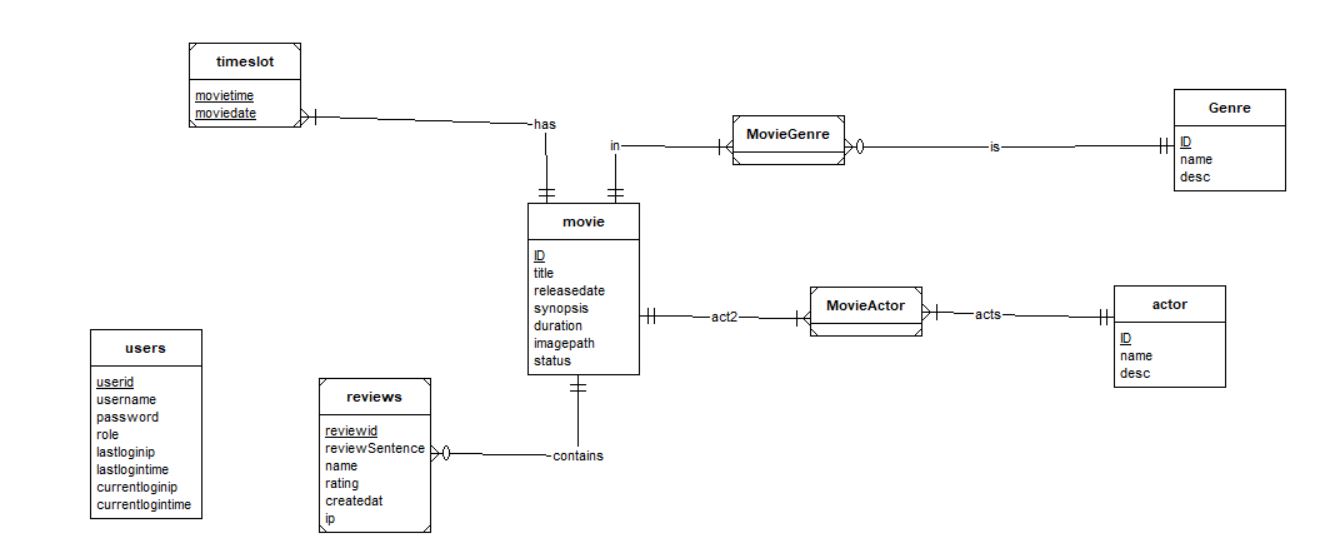 timeslot
movietime
moviedate
has
in
MovieGenre
is
Genre
ID
name
desc
movie
ID
title
releasedate
synopsis
duration
imagepath
status
act2
MovieActor
acts
actor
ID
name
desc
users
userid
username
password
role
lastloginip
lastlogintime
currentloginip
currentlogintime
reviews
reviewid
reviewSentence
name
rating
createdat
ip
contains